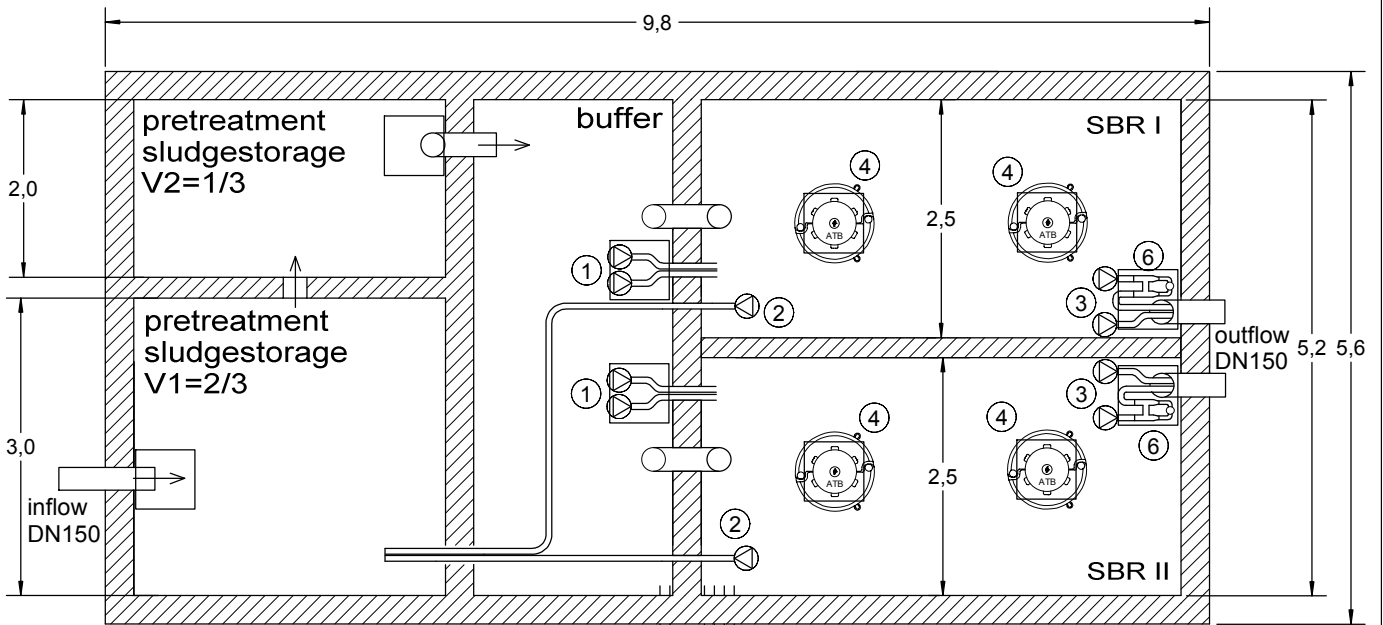 9,8
pretreatment
sludgestorage
V2=1/3
buffer
SBR I
2,0
4
4
ATB
ATB
2,5
1
6
3
2
pretreatment
sludgestorage
V1=2/3
outflow
DN150
5,2
5,6
1
3
6
3,0
4
4
ATB
ATB
2,5
inflow
DN150
2
SBR II